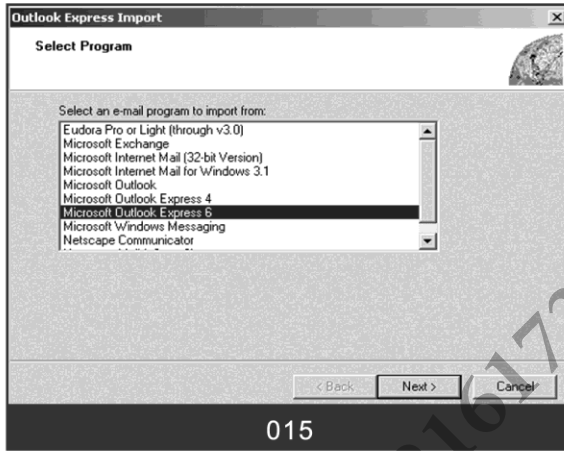 Outlook Express Import
Select Program
Select an e-mail program to import from:
Eudora Pro or Light (through v3.0)
Microsoft Exchange
Microsoft Internet Mail (32-bit Version)
Microsoft Internet Mail for Windows 3.1
Microsoft Outlook
Microsoft Outlook Express 4
Microsoft Outlook Express 6
Microsoft Windows Messaging
Netscape Communicator
< Back Next > Cancel
015